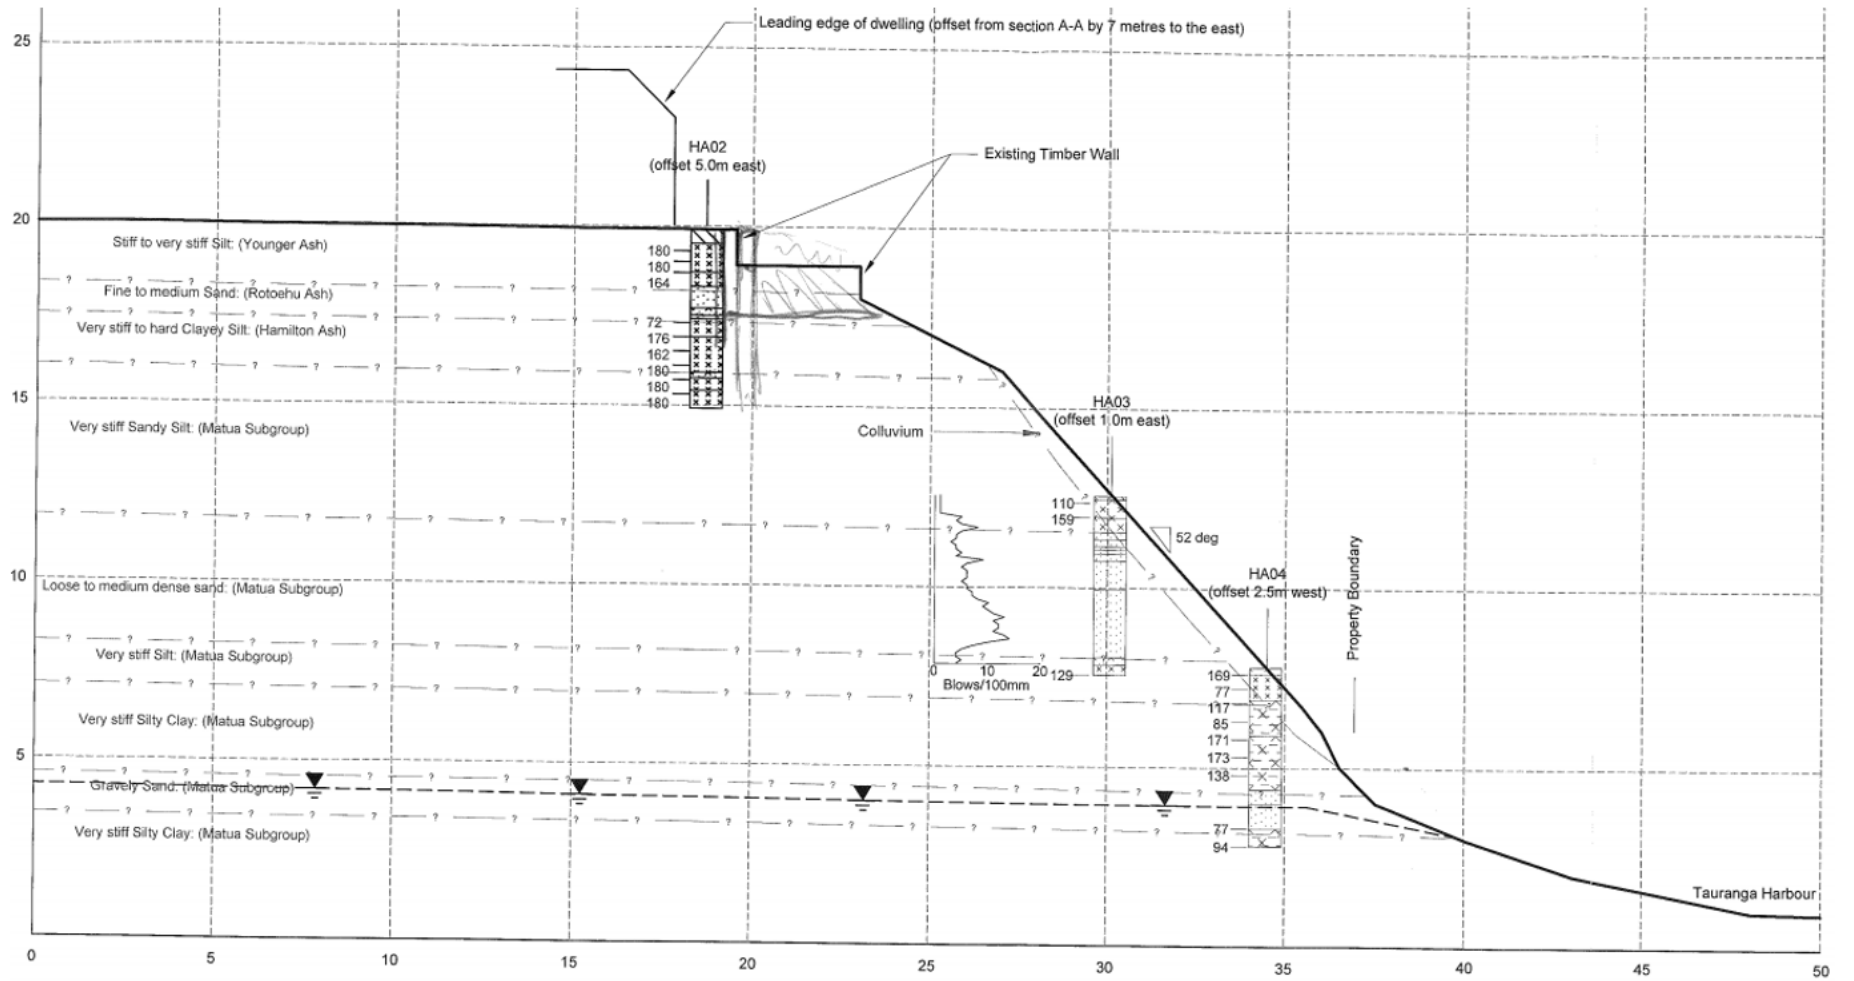 Leading edge of dwelling (offset from section A-A by 7 metres to the east)
25
HA02
(offset 5.0m east)
Existing Timber Wall
20
Stiff to very stiff Silt: (Younger Ash)
180
180
164
? ? ? ? ? ?
Fine to medium Sand: (Rotoehu Ash)
? ? ? ? ? ?
72
Very stiff to hard Clayey Silt: (Hamilton Ash)
176
162
180
180
180
15
HA03
(offset 1.0m east)
Very stiff Sandy Silt: (Matua Subgroup)
Colluvium
110
159
52 deg
Property Boundary
HA04
(offset 2.5m west)
10
Loose to medium dense sand: (Matua Subgroup)
Very stiff Silt: (Matua Subgroup)
0 10 20
Blows/100mm
129
169
77
117
85
171
173
138
77
94
Very stiff Silty Clay: (Matua Subgroup)
5
Gravely Sand: (Matua Subgroup)
Very stiff Silty Clay: (Matua Subgroup)
Tauranga Harbour
0 5 10 15 20 25 30 35 40 45 50